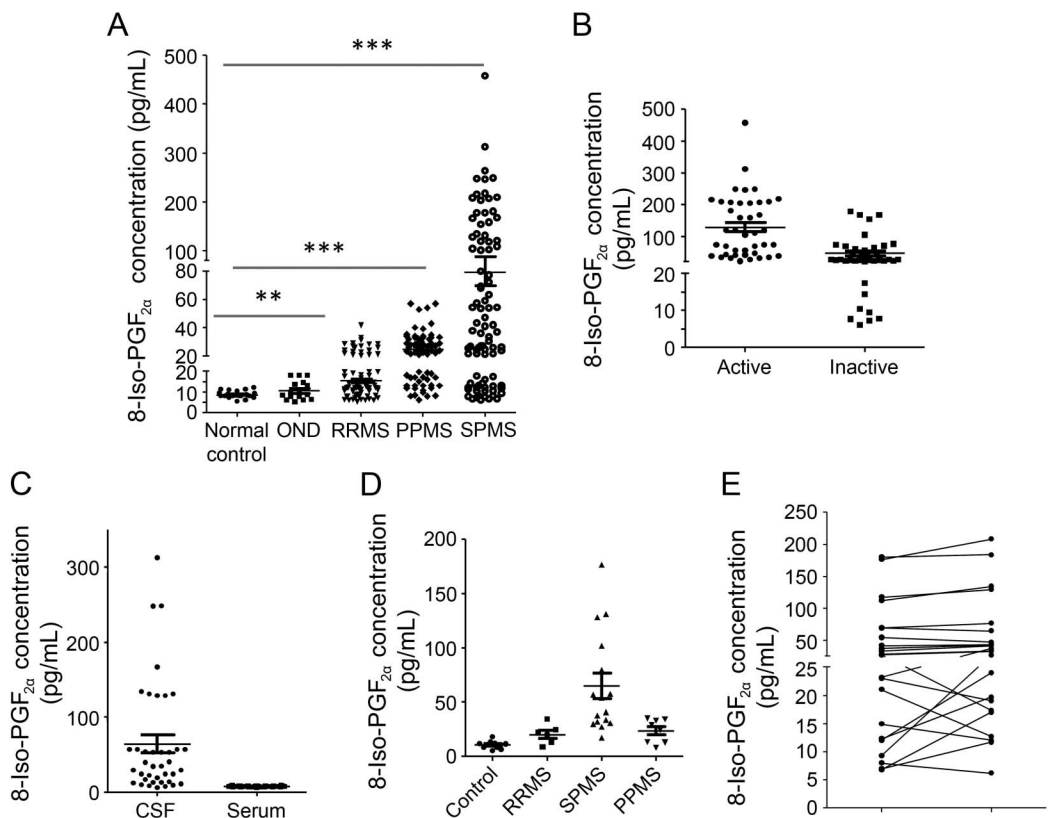 A
8-Iso-PGF2α concentration (pg/mL)
500
400
300
200
100
80
60
40
20
20
15
10
5
0
***
***
**
Normal control
OND
RRMS
PPMS
SPMS
B
8-Iso-PGF2α concentration
(pg/mL)
500
400
300
200
100
20
10
0
Active
Inactive
C
8-Iso-PGF2α concentration
(pg/mL)
300
200
100
0
CSF
Serum
D
8-Iso-PGF2α concentration
(pg/mL)
200
150
100
50
0
Control
RRMS
SPMS
PPMS
E
8-Iso-PGF2α concentration
(pg/mL)
250
200
150
100
50
25
20
15
10
5
0